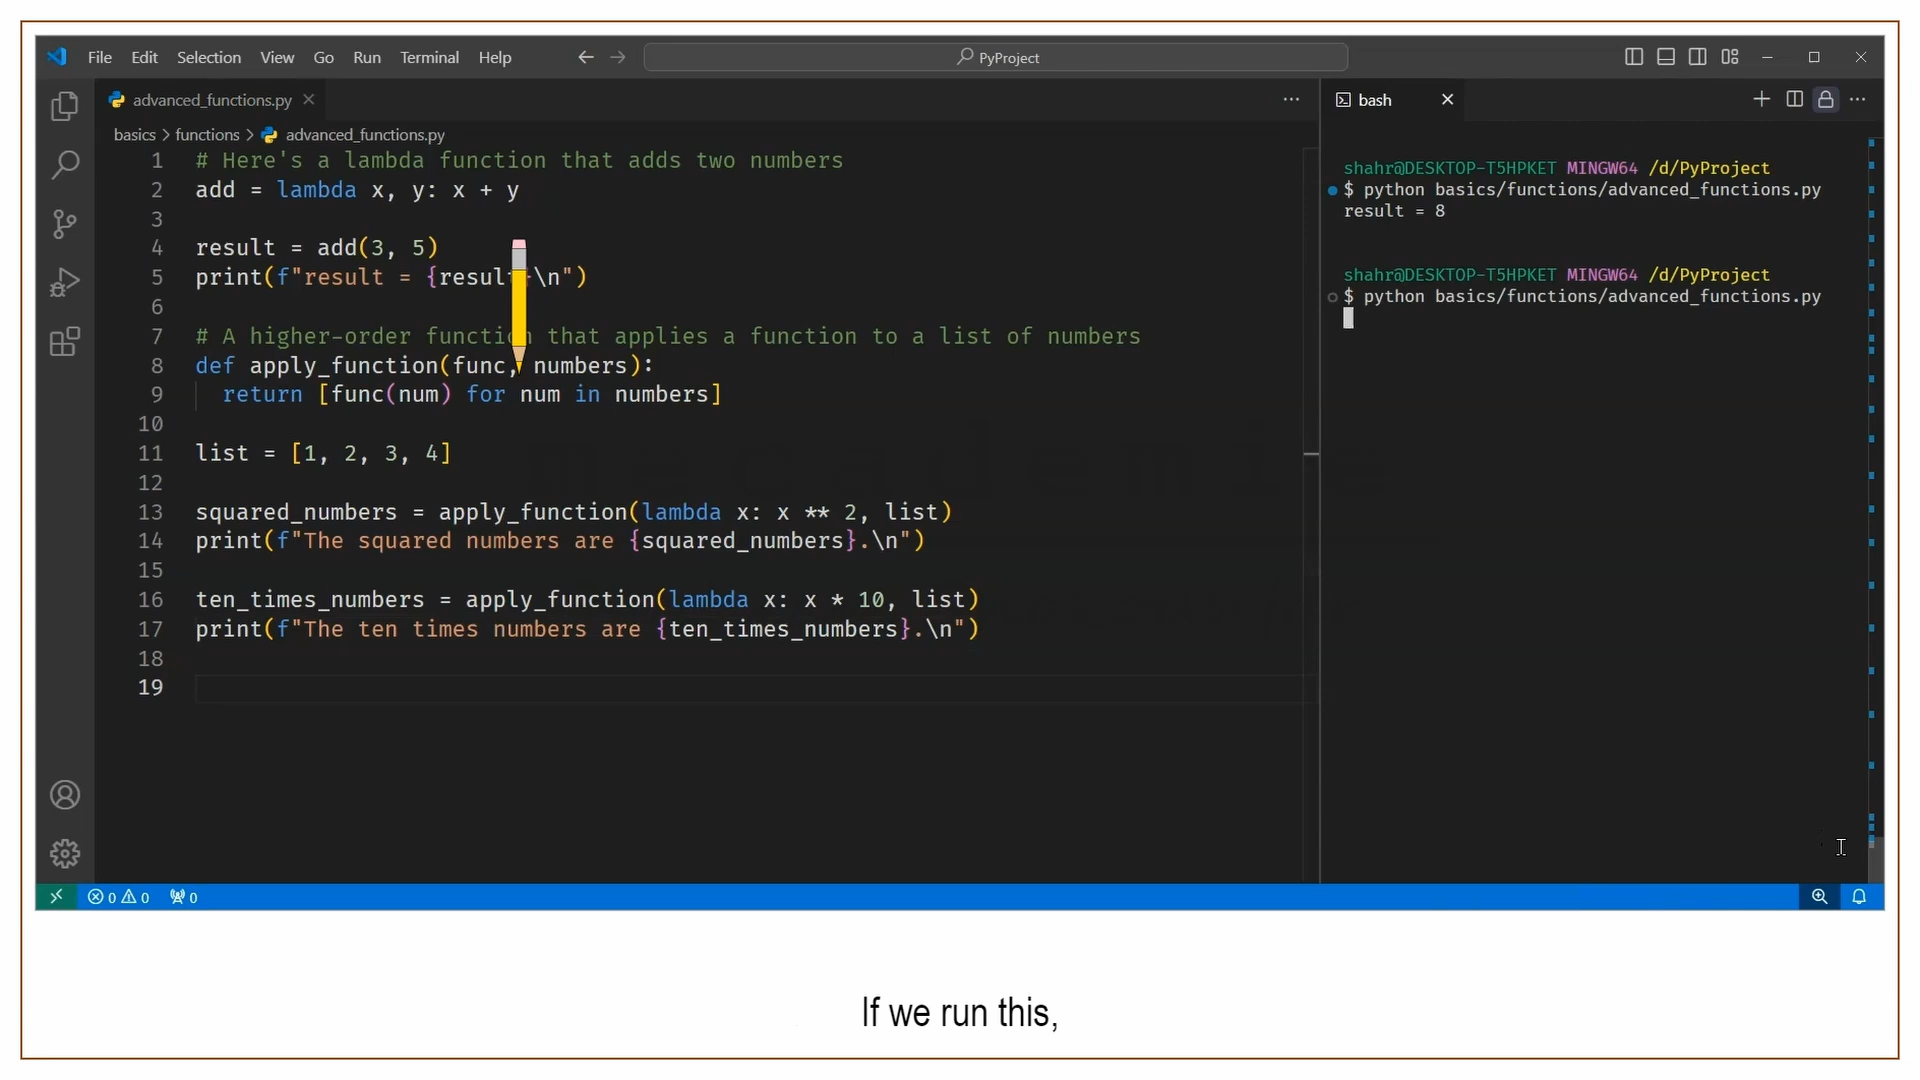 File Edit Selection View Go Run Terminal Help
PyProject
advanced_functions.py
bash
basics > functions > advanced_functions.py
1 # Here's a lambda function that adds two numbers
2 add = lambda x, y: x + y
3
4 result = add(3, 5)
5 print(f"result = {result}\n")
6
7 # A higher-order function that applies a function to a list of numbers
8 def apply_function(func, numbers):
9 return [func(num) for num in numbers]
10
11 list = [1, 2, 3, 4]
12
13 squared_numbers = apply_function(lambda x: x ** 2, list)
14 print(f"The squared numbers are {squared_numbers}.\n")
15
16 ten_times_numbers = apply_function(lambda x: x * 10, list)
17 print(f"The ten times numbers are {ten_times_numbers}.\n")
18
19
shahr@DESKTOP-T5HPKET MINGW64 /d/PyProject
$ python basics/functions/advanced_functions.py
result = 8
shahr@DESKTOP-T5HPKET MINGW64 /d/PyProject
$ python basics/functions/advanced_functions.py
0 0 0
If we run this,